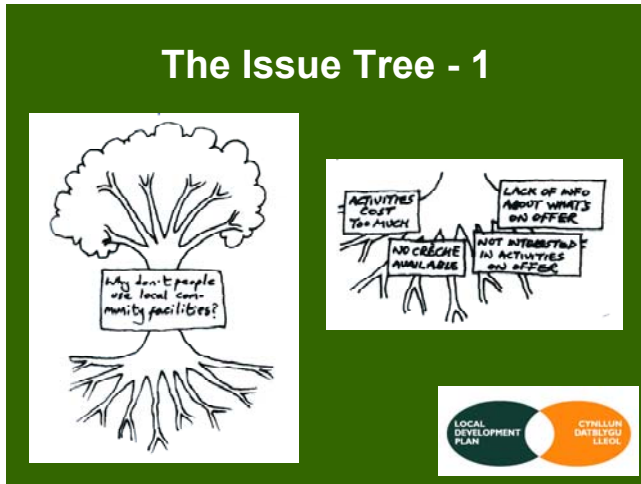 The Issue Tree - 1
Why don't people
use local com-
munity facilities?
ACTIVITIES
COST
TOO MUCH
LACK OF INFO
ABOUT WHAT'S
ON OFFER
NO CRECHE
AVAILABLE
NOT INTERESTED
IN ACTIVITIES
ON OFFER
LOCAL
DEVELOPMENT
PLAN
CYNLLUN
DATBLYGU
LLEOL